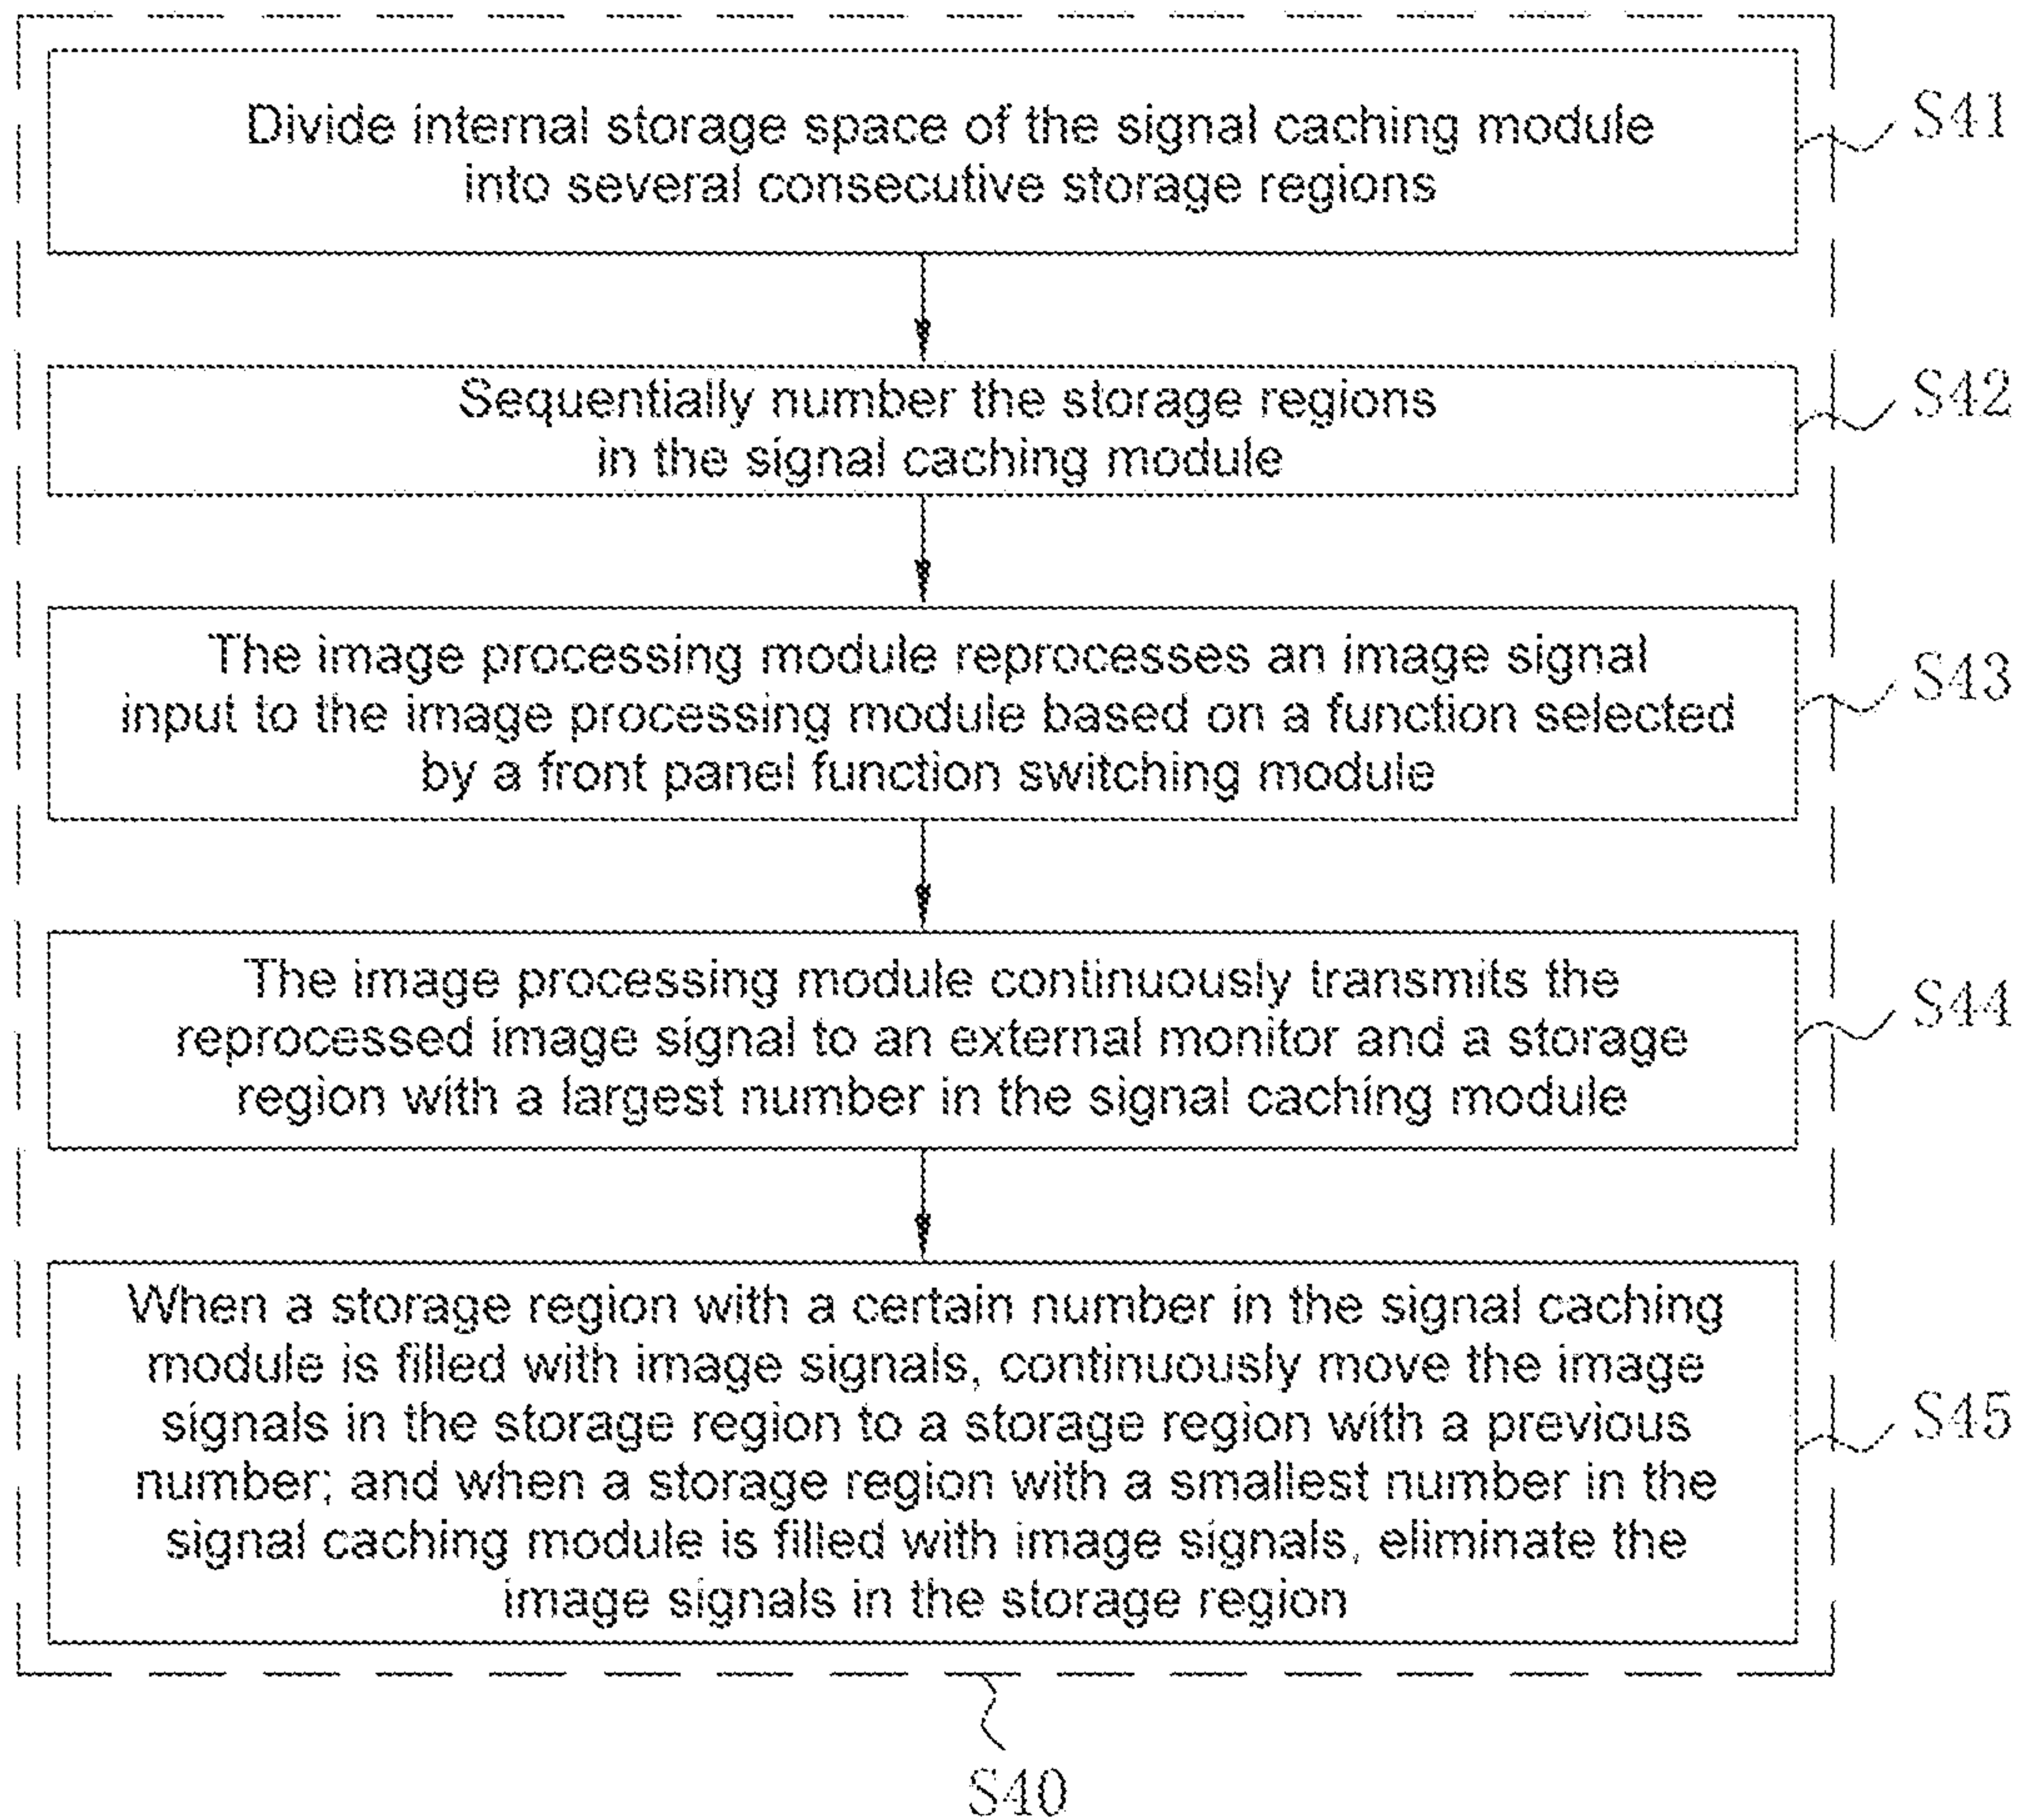 Divide internal storage space of the signal caching module
into several consecutive storage regions
S41
Sequentially number the storage regions
in the signal caching module
S42
The image processing module reprocesses an image signal
input to the image processing module based on a function selected
by a front panel function switching module
S43
The image processing module continuously transmits the
reprocessed image signal to an external monitor and a storage
region with a largest number in the signal caching module
S44
When a storage region with a certain number in the signal caching
module is filled with image signals, continuously move the image
signals in the storage region to a storage region with a previous
number; and when a storage region with a smallest number in the
signal caching module is filled with image signals, eliminate the
image signals in the storage region
S45
S40